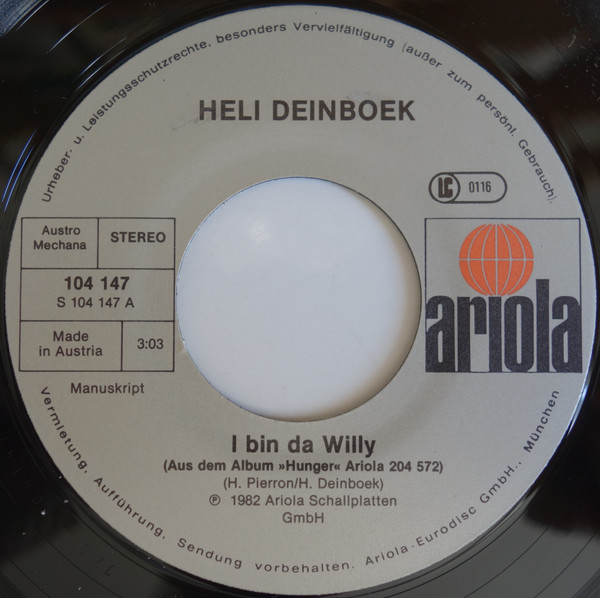 Urheber- u. Leistungsschutzrechte, besonders Vervielfältigung (außer zum persönl. Gebrauch),
HELI DEINBOEK
LC 0116
Austro
Mechana
STEREO
104 147
S 104 147 A
Made
in Austria
3:03
Manuskript
ariola
I bin da Willy
(Aus dem Album »Hunger« Ariola 204 572)
(H. Pierron/H. Deinboek)
℗ 1982 Ariola Schallplatten
GmbH
Vermietung, Aufführung, Sendung vorbehalten. Ariola-Eurodisc GmbH., München